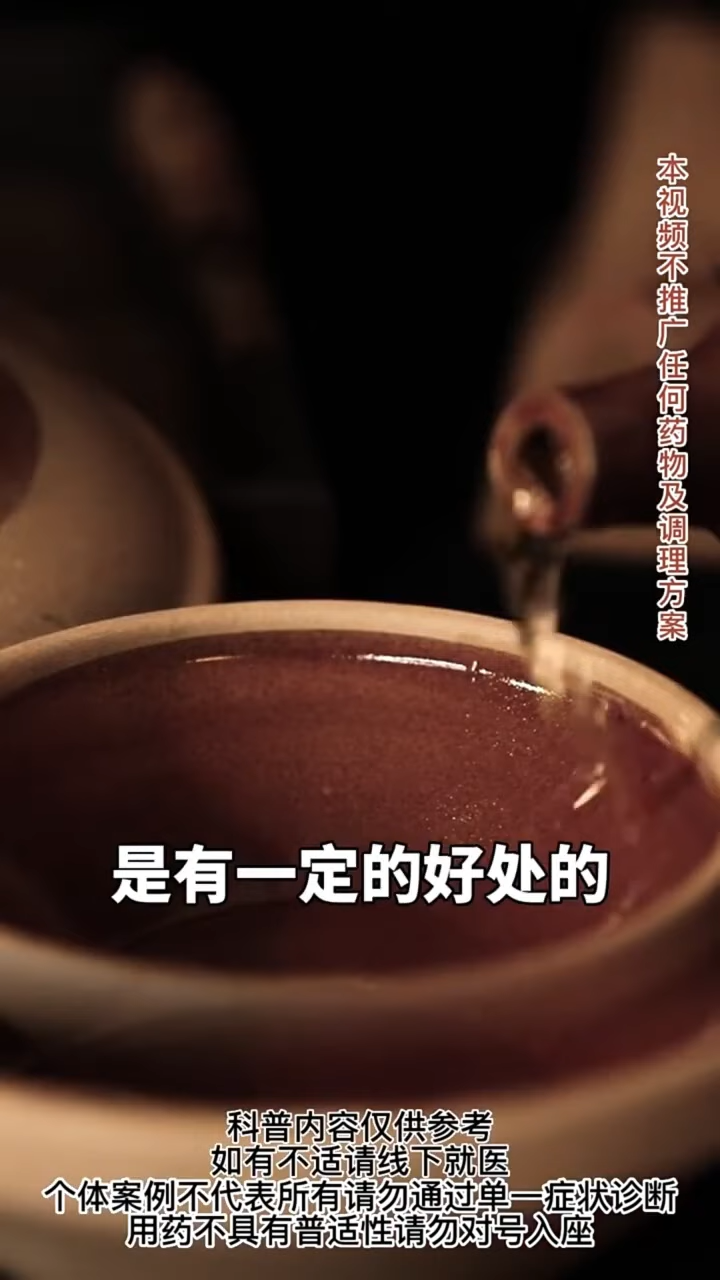 本视频不推广任何药物及调理方案
是有一定的好处的
科普内容仅供参考
如有不适请线下就医
个体案例不代表所有请勿通过单一症状诊断
用药不具有普适性请勿对号入座